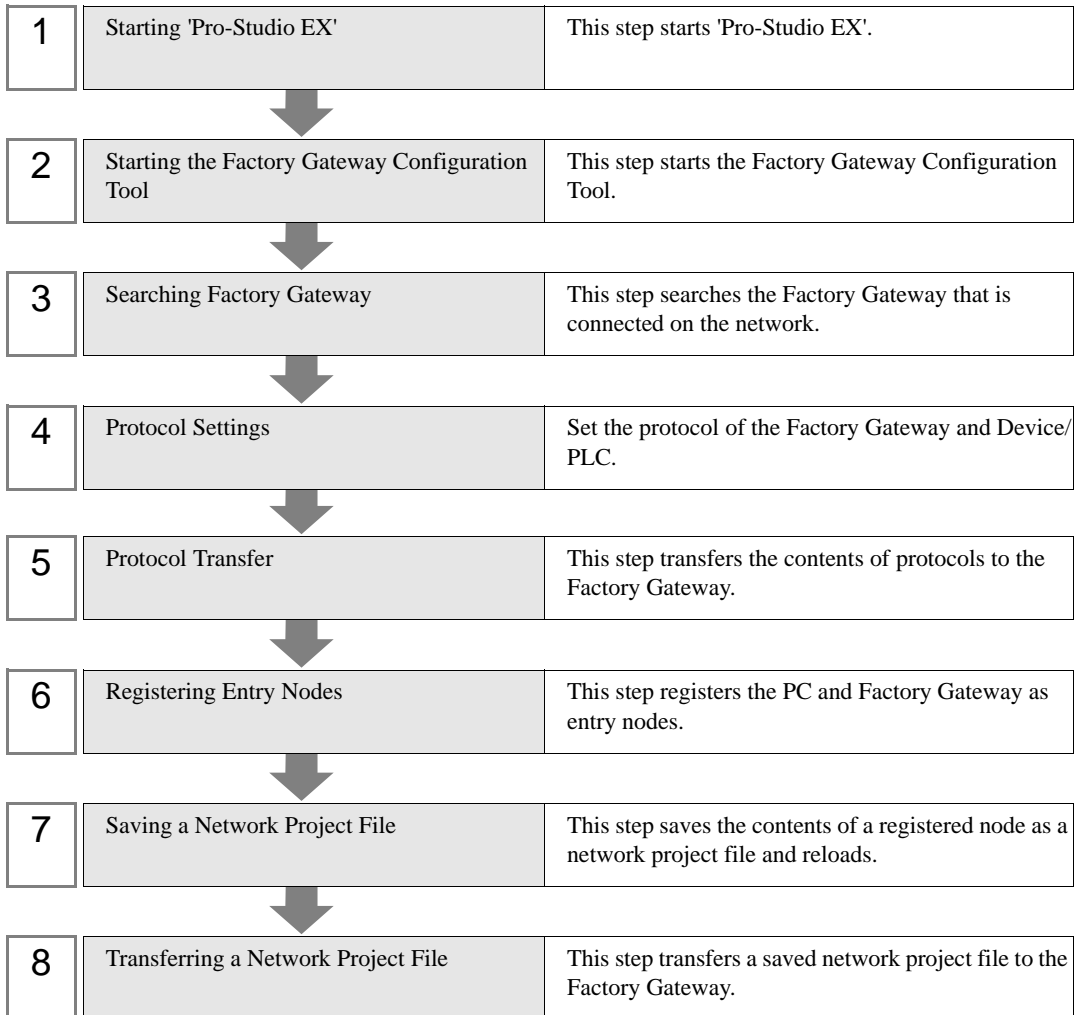 1
Starting 'Pro-Studio EX'
This step starts 'Pro-Studio EX'.
2
Starting the Factory Gateway Configuration
Tool
This step starts the Factory Gateway Configuration
Tool.
3
Searching Factory Gateway
This step searches the Factory Gateway that is
connected on the network.
4
Protocol Settings
Set the protocol of the Factory Gateway and Device/
PLC.
5
Protocol Transfer
This step transfers the contents of protocols to the
Factory Gateway.
6
Registering Entry Nodes
This step registers the PC and Factory Gateway as
entry nodes.
7
Saving a Network Project File
This step saves the contents of a registered node as a
network project file and reloads.
8
Transferring a Network Project File
This step transfers a saved network project file to the
Factory Gateway.